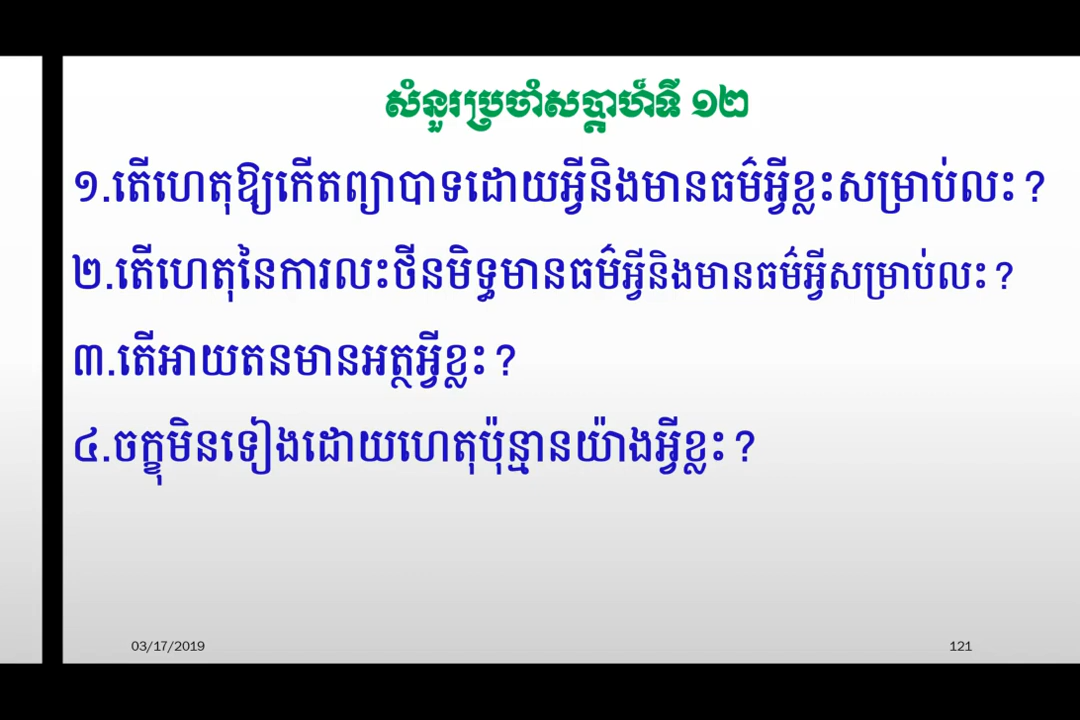 សំនួរប្រចាំសប្តាហ៍ទី ១២
១.តើហេតុឱ្យកើតព្យាបាទដោយអ្វីនិងមានធម៌អ្វីខ្លះសម្រាប់លះ?
២.តើហេតុនៃការលះថីនមិទ្ធមានធម៌អ្វីនិងមានធម៌អ្វីសម្រាប់លះ?
៣.តើអាយតនមានអត្ថអ្វីខ្លះ?
៤.ចក្ខុមិនទៀងដោយហេតុប៉ុន្មានយ៉ាងអ្វីខ្លះ?
03/17/2019
121